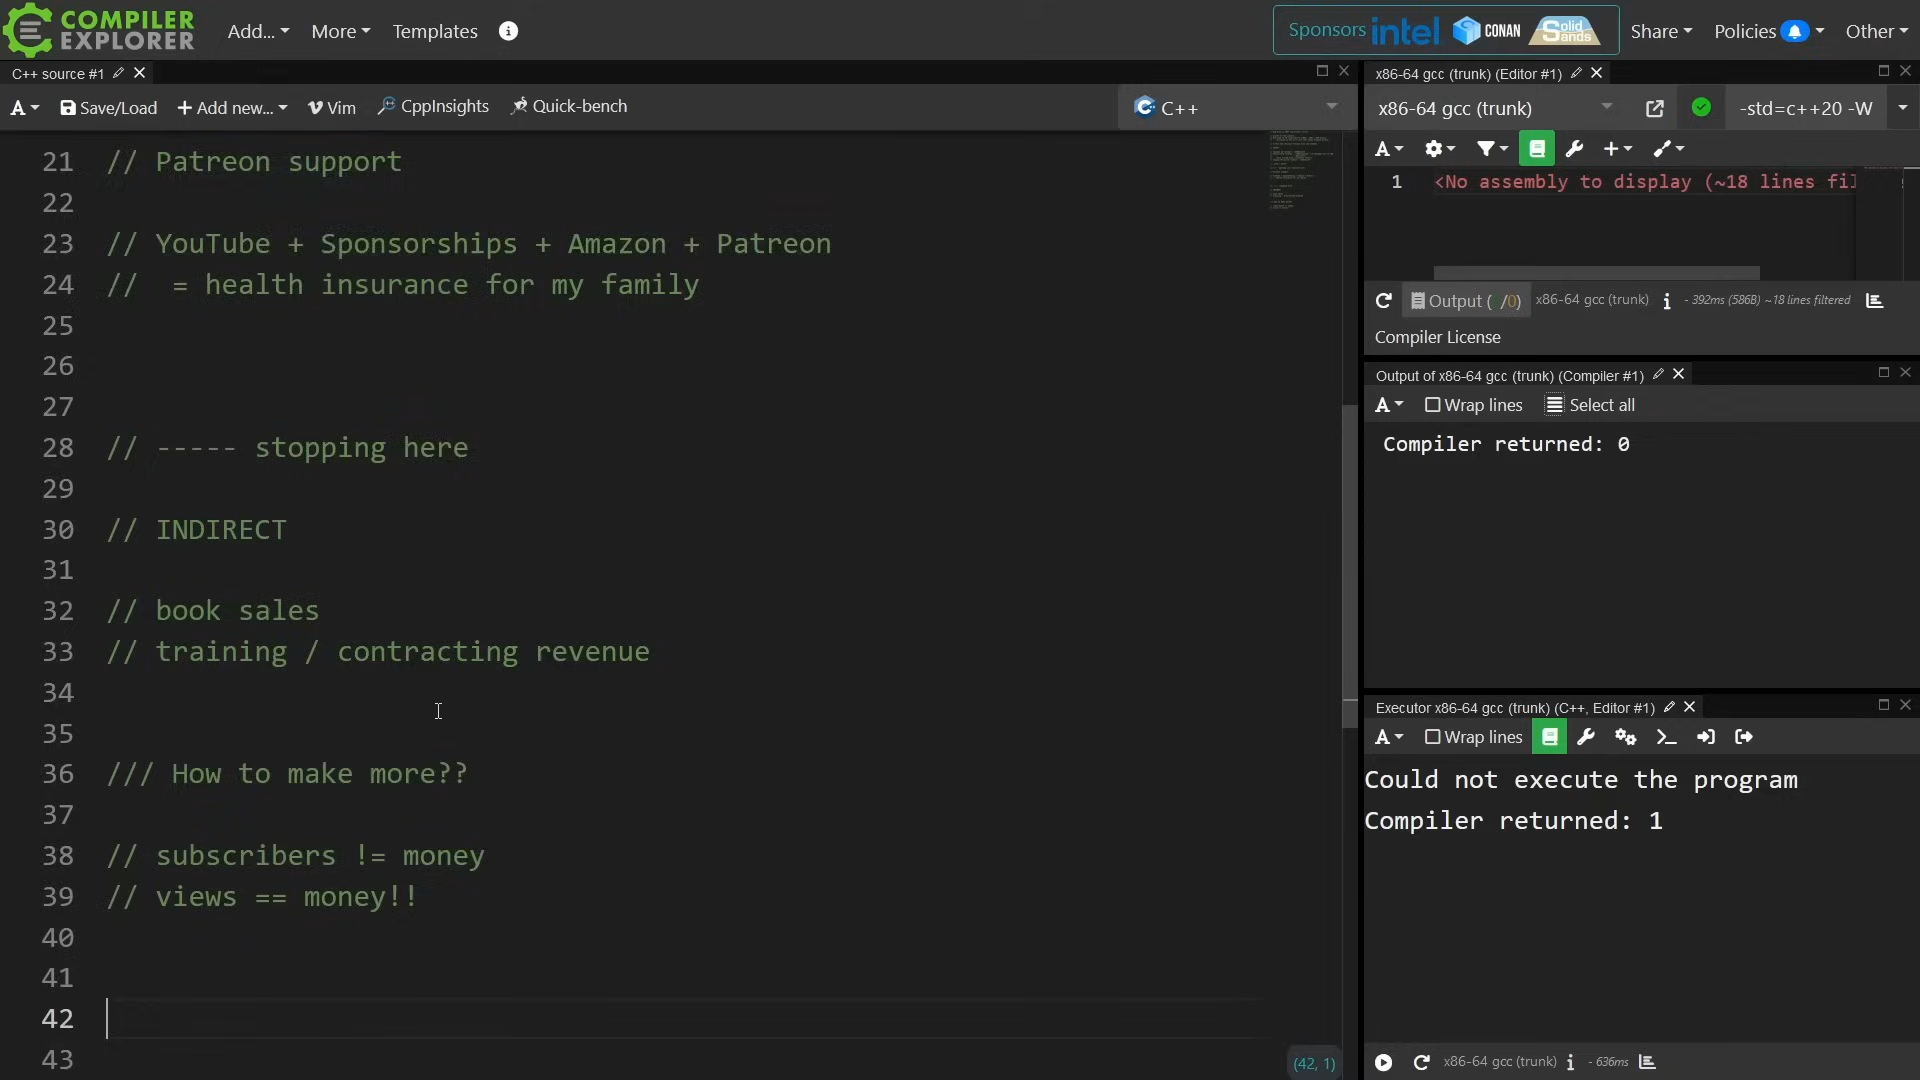 COMPILER
EXPLORER
Add...
More
Templates
Sponsors intel CONAN Solid Sands
Share
Policies
Other
C++ source #1
A
Save/Load
Add new...
Vim
CppInsights
Quick-bench
C++
21 // Patreon support
22
23 // YouTube + Sponsorships + Amazon + Patreon
24 //  = health insurance for my family
25
26
27
28 // ----- stopping here
29
30 // INDIRECT
31
32 // book sales
33 // training / contracting revenue
34
35
36 /// How to make more??
37
38 // subscribers != money
39 // views == money!!
40
41
42
43
(42, 1)
x86-64 gcc (trunk) (Editor #1)
x86-64 gcc (trunk)
-std=c++20 -W
A
1 <No assembly to display (~18 lines fil
Output ( /0) x86-64 gcc (trunk) i - 392ms (586B) ~18 lines filtered
Compiler License
Output of x86-64 gcc (trunk) (Compiler #1)
A
Wrap lines
Select all
Compiler returned: 0
Executor x86-64 gcc (trunk) (C++, Editor #1)
A
Wrap lines
Could not execute the program
Compiler returned: 1
x86-64 gcc (trunk) i - 636ms